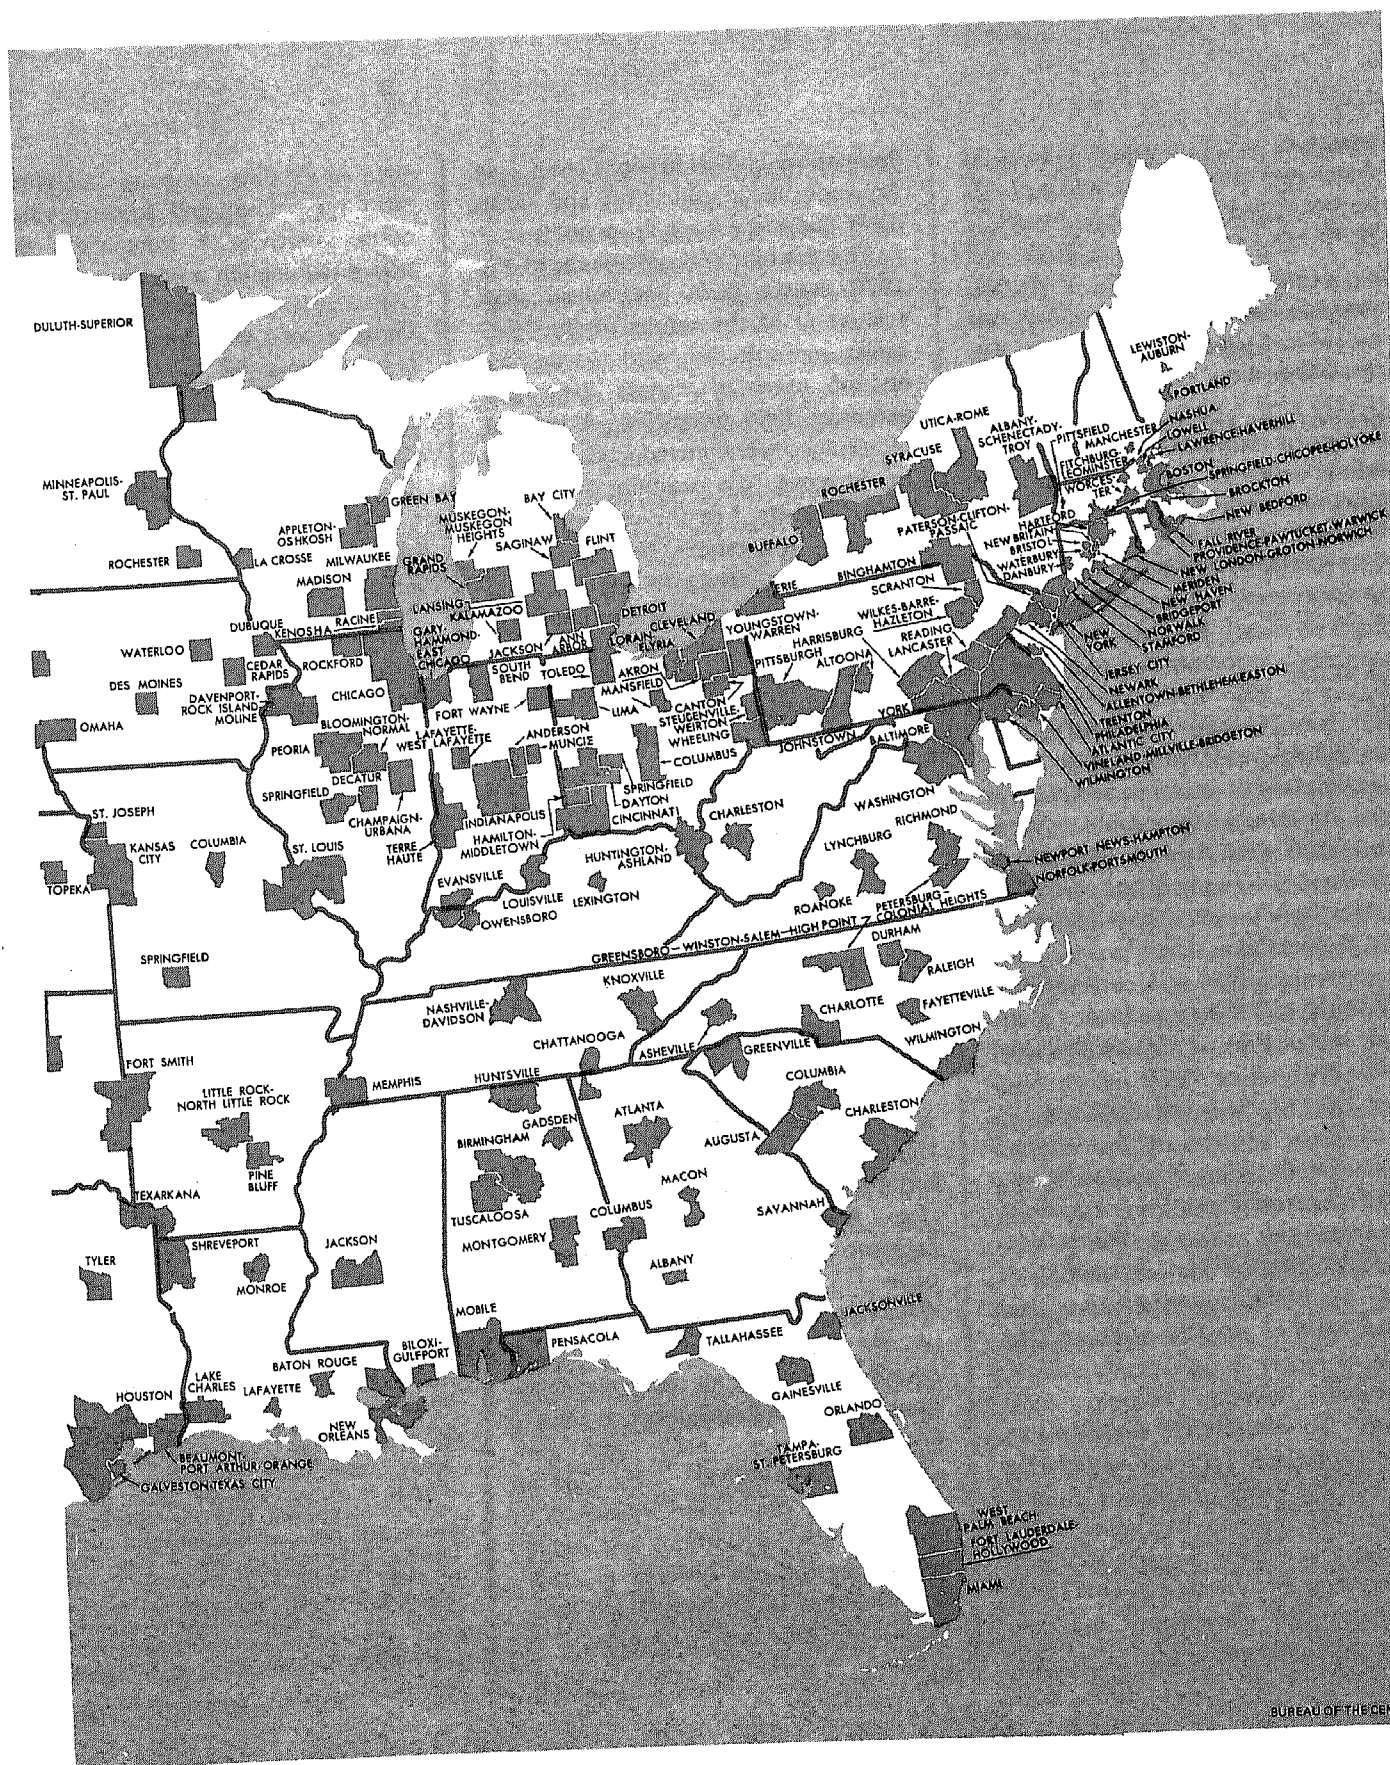 DULUTH-SUPERIOR
LEWISTON-
AUBURN
PORTLAND
NASHUA
LOWELL
LAWRENCE-HAVERHILL
SPRINGFIELD-CHICOPEE-HOLYOKE
BOSTON
BROCKTON
NEW BEDFORD
FALL RIVER
PROVIDENCE-PAWTUCKET-WARWICK
NEW LONDON-GROTON-NORWICH
MERIDEN
NEW HAVEN
BRIDGEPORT
NORWALK
STAMFORD
NEW
YORK
JERSEY CITY
NEWARK
ALLENTOWN-BETHLEHEM-EASTON
TRENTON
PHILADELPHIA
ATLANTIC CITY
VINELAND-MILLVILLE-BRIDGETON
WILMINGTON
UTICA-ROME
ALBANY-
SCHENECTADY-
TROY
PITTSFIELD
MANCHESTER
FITCHBURG-
LEOMINSTER
WORCES-
TER
SYRACUSE
ROCHESTER
BUFFALO
PATERSON-CLIFTON-
PASSAIC
HARTFORD
NEW BRITAIN
BRISTOL
WATERBURY
DANBURY
BINGHAMTON
SCRANTON
WILKES-BARRE-
HAZLETON
ERIE
READING
LANCASTER
HARRISBURG
ALTOONA
YORK
JOHNSTOWN
BALTIMORE
PITTSBURGH
YOUNGSTOWN-
WARREN
MINNEAPOLIS-
ST. PAUL
GREEN BAY
APPLETON-
OSHKOSH
ROCHESTER
LA CROSSE
MILWAUKEE
MADISON
MUSKEGON-
MUSKEGON
HEIGHTS
BAY CITY
SAGINAW
FLINT
GRAND
RAPIDS
LANSING
KALAMAZOO
DETROIT
JACKSON
ANN
ARBOR
DUBUQUE
KENOSHA
RACINE
GARY-
HAMMOND-
EAST
CHICAGO
WATERLOO
CEDAR
RAPIDS
ROCKFORD
DES MOINES
DAVENPORT-
ROCK ISLAND
MOLINE
CHICAGO
OMAHA
SOUTH
BEND
TOLEDO
LORAIN-
ELYRIA
CLEVELAND
AKRON
MANSFIELD
CANTON
STEUBENVILLE-
WEIRTON
WHEELING
FORT WAYNE
LIMA
BLOOMINGTON-
NORMAL
PEORIA
LAFAYETTE-
WEST LAFAYETTE
ANDERSON
MUNCIE
COLUMBUS
DECATUR
SPRINGFIELD
CHAMPAIGN-
URBANA
INDIANAPOLIS
SPRINGFIELD
DAYTON
CINCINNATI
HAMILTON-
MIDDLETOWN
TERRE
HAUTE
ST. JOSEPH
KANSAS
CITY
COLUMBIA
ST. LOUIS
TOPEKA
EVANSVILLE
LOUISVILLE
OWENSBORO
LEXINGTON
HUNTINGTON-
ASHLAND
CHARLESTON
WASHINGTON
RICHMOND
LYNCHBURG
ROANOKE
PETERSBURG-
COLONIAL HEIGHTS
NEWPORT NEWS-HAMPTON
NORFOLK-PORTSMOUTH
SPRINGFIELD
GREENSBORO-WINSTON-SALEM-HIGH POINT
DURHAM
RALEIGH
NASHVILLE-
DAVIDSON
KNOXVILLE
CHATTANOOGA
ASHEVILLE
GREENVILLE
CHARLOTTE
FAYETTEVILLE
WILMINGTON
FORT SMITH
LITTLE ROCK-
NORTH LITTLE ROCK
MEMPHIS
HUNTSVILLE
PINE
BLUFF
GADSDEN
BIRMINGHAM
ATLANTA
COLUMBIA
CHARLESTON
AUGUSTA
MACON
SAVANNAH
TEXARKANA
TUSCALOOSA
MONTGOMERY
COLUMBUS
ALBANY
SHREVEPORT
JACKSON
TYLER
MONROE
MOBILE
PENSACOLA
TALLAHASSEE
JACKSONVILLE
BILOXI-
GULFPORT
BATON ROUGE
LAKE
CHARLES
LAFAYETTE
HOUSTON
NEW
ORLEANS
BEAUMONT-
PORT ARTHUR-ORANGE
GALVESTON-TEXAS CITY
GAINESVILLE
ORLANDO
TAMPA-
ST. PETERSBURG
WEST
PALM BEACH
FORT LAUDERDALE-
HOLLYWOOD
MIAMI
BUREAU OF THE CEN